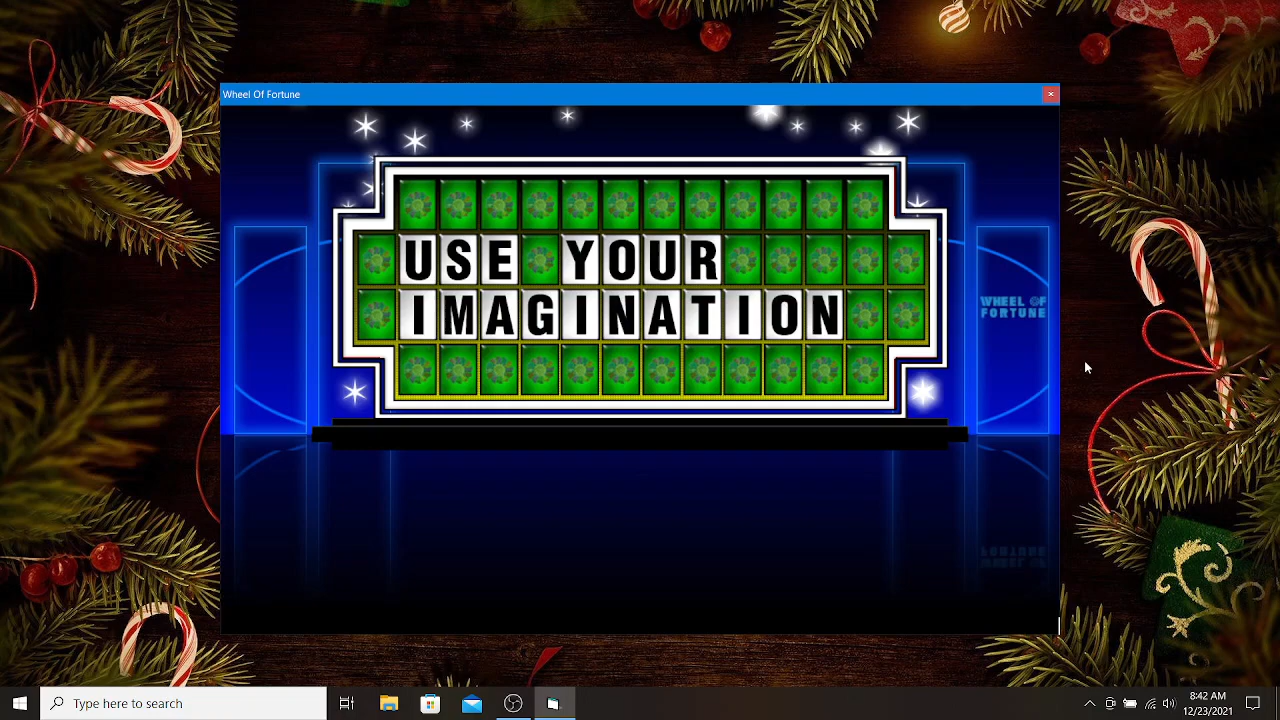 Wheel Of Fortune
USE YOUR
IMAGINATION
WHEEL OF
FORTUNE
Type here to search
8:42 AM
12/23/2021